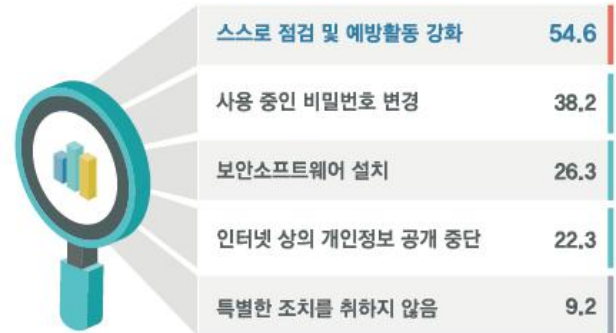 스스로 점검 및 예방활동 강화 54.6
사용 중인 비밀번호 변경 38.2
보안소프트웨어 설치 26.3
인터넷 상의 개인정보 공개 중단 22.3
특별한 조치를 취하지 않음 9.2